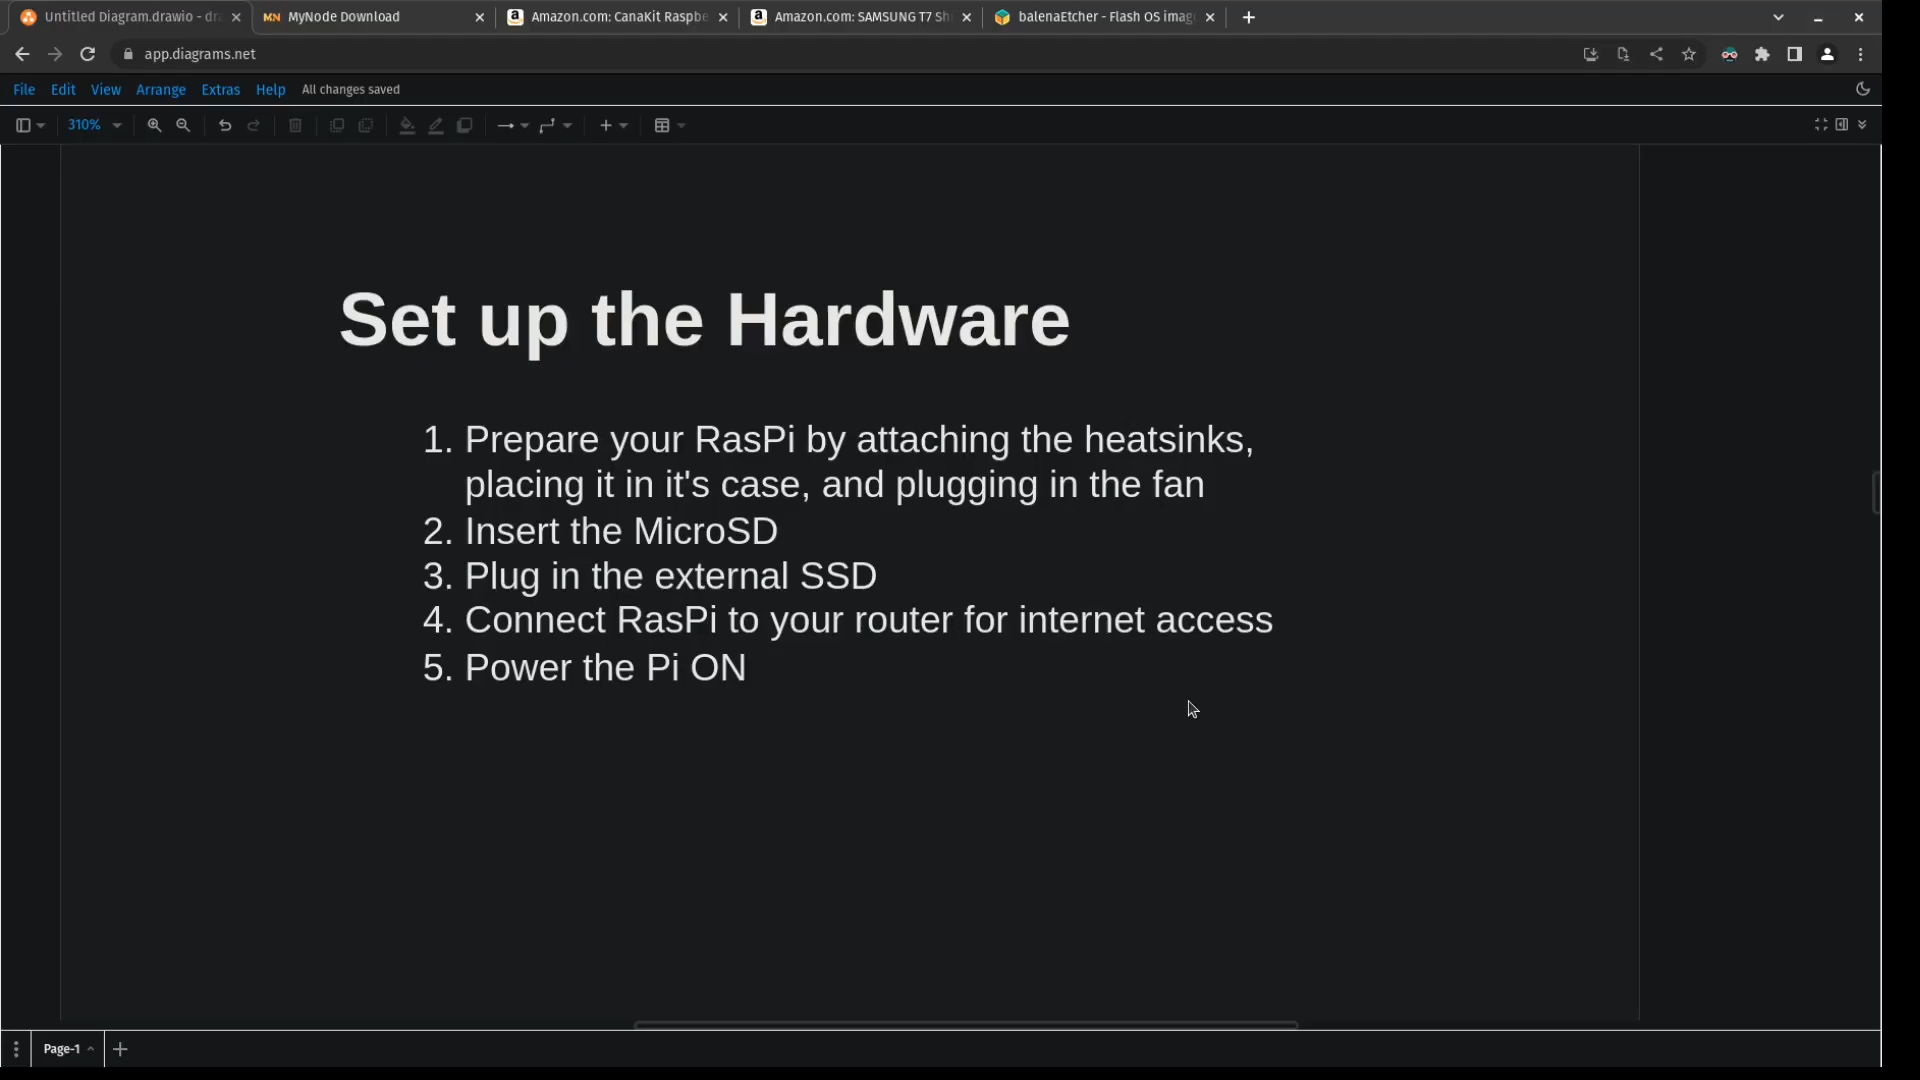 Untitled Diagram.drawio - dr
MyNode Download
Amazon.com: CanaKit Raspbe
Amazon.com: SAMSUNG T7 Sh
balenaEtcher - Flash OS imag
app.diagrams.net
File Edit View Arrange Extras Help All changes saved
310%
Set up the Hardware
1. Prepare your RasPi by attaching the heatsinks,
placing it in it's case, and plugging in the fan
2. Insert the MicroSD
3. Plug in the external SSD
4. Connect RasPi to your router for internet access
5. Power the Pi ON
Page-1